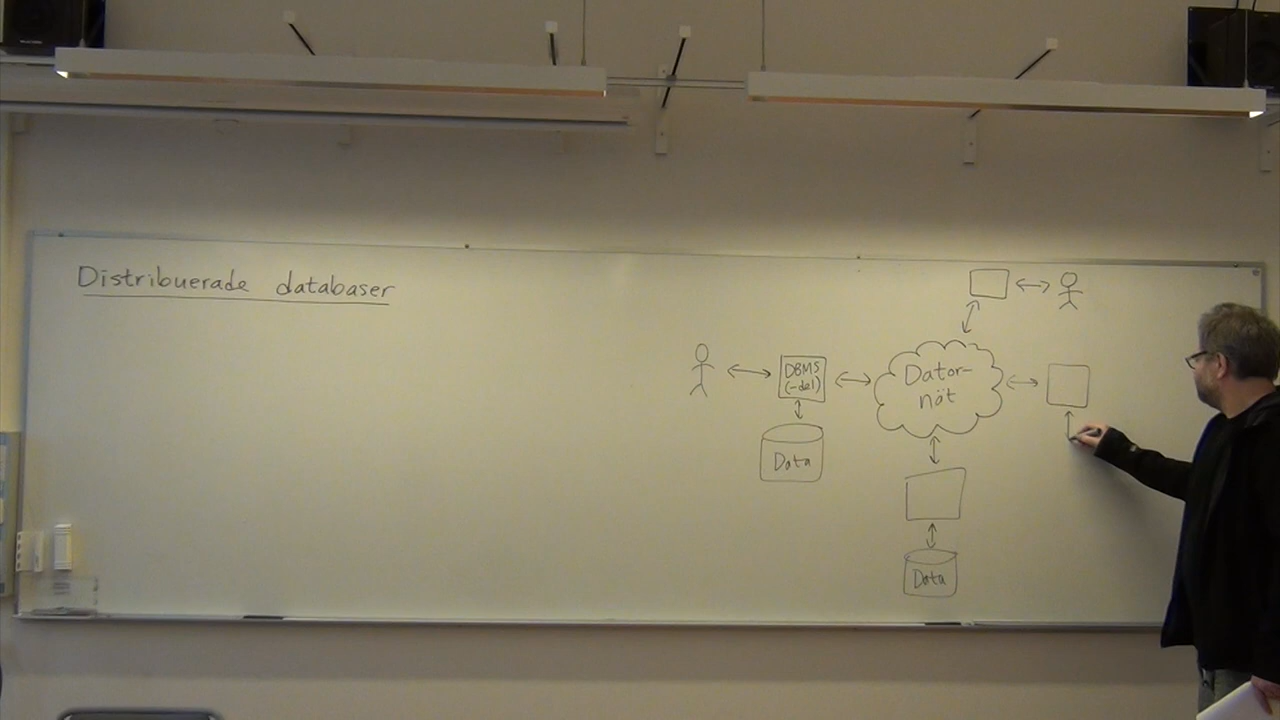 Distribuerade databaser
DBMS
(-del)
Data
Dator-
nät
Data